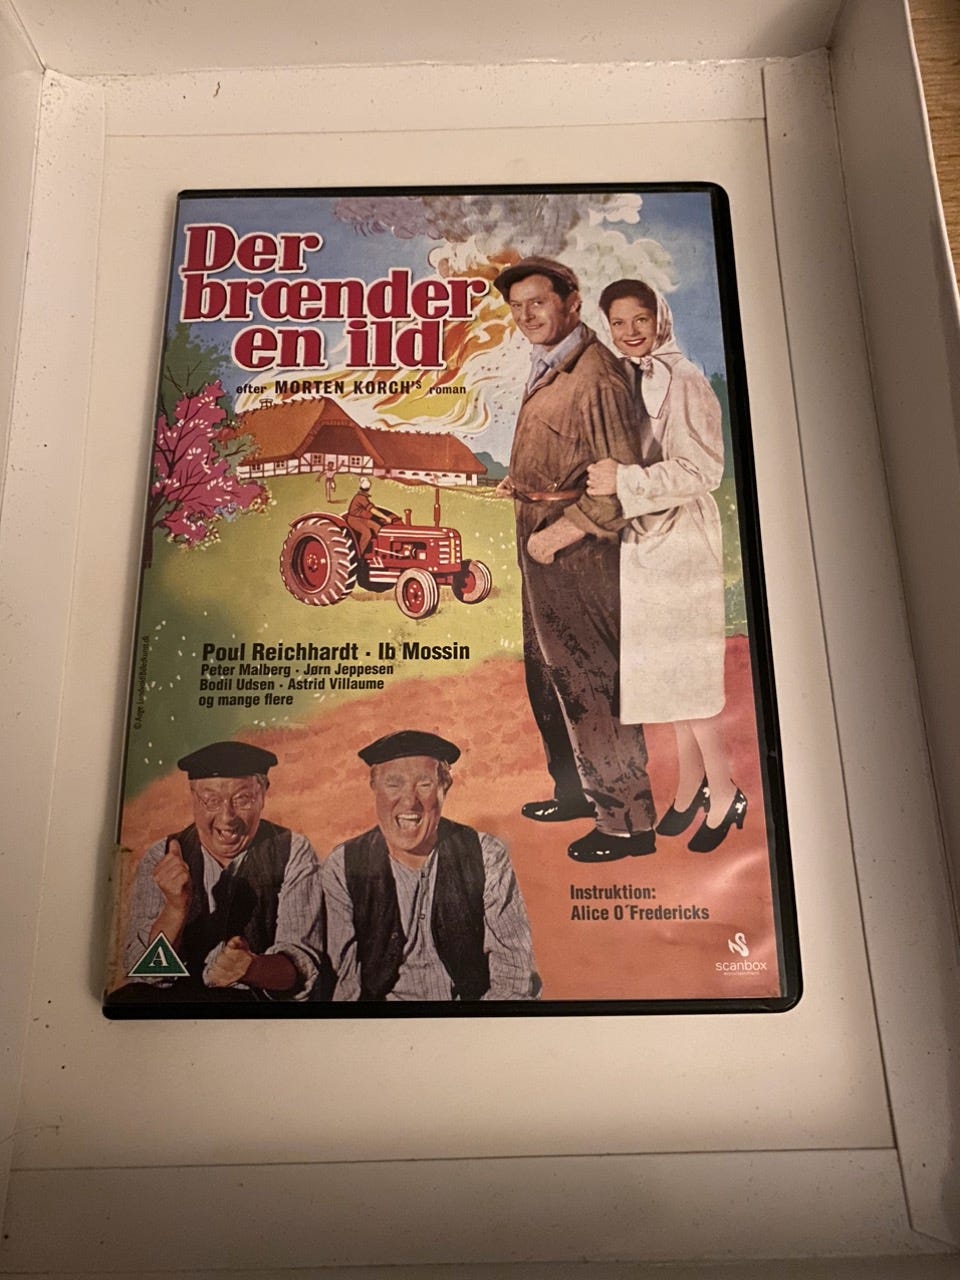 Der
brænder
en ild
efter MORTEN KORCH's roman
Poul Reichhardt · Ib Mossin
Peter Malberg · Jørn Jeppesen
Bodil Udsen · Astrid Villaume
og mange flere
Instruktion:
Alice O´Fredericks
A
scanbox
entertainment